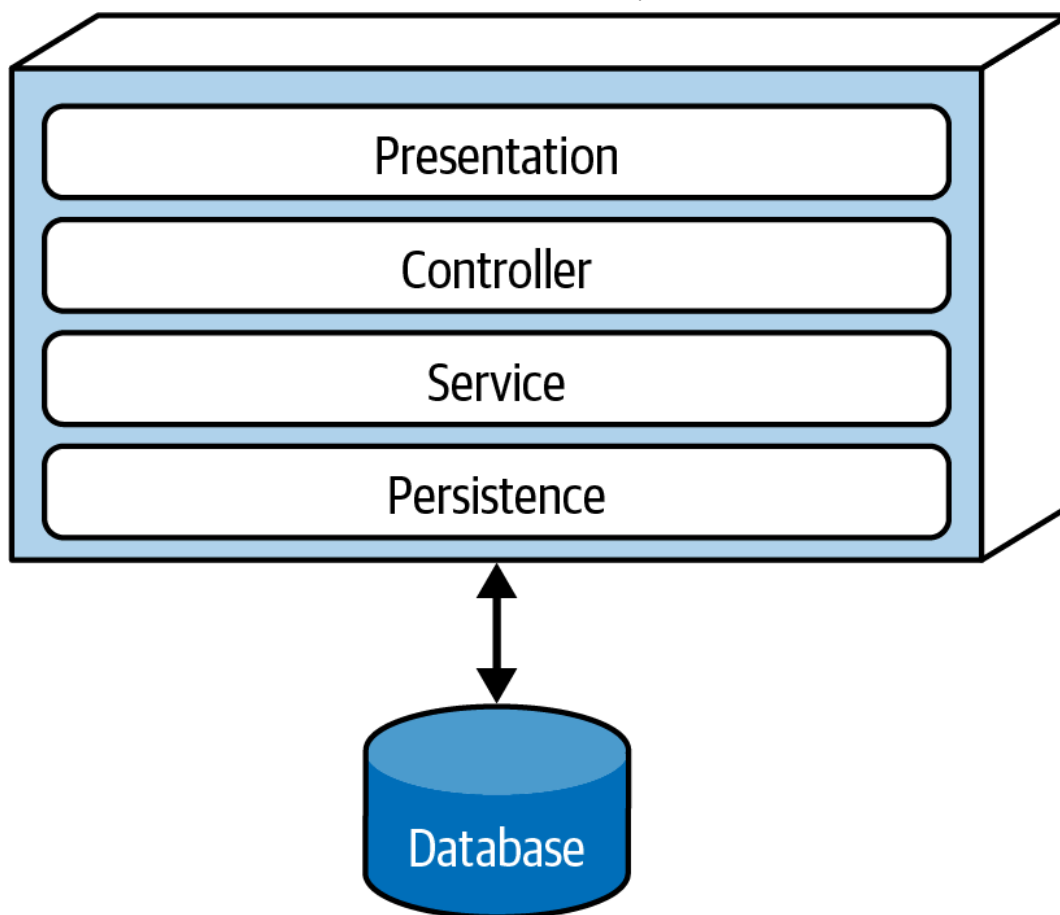 Presentation
Controller
Service
Persistence
Database